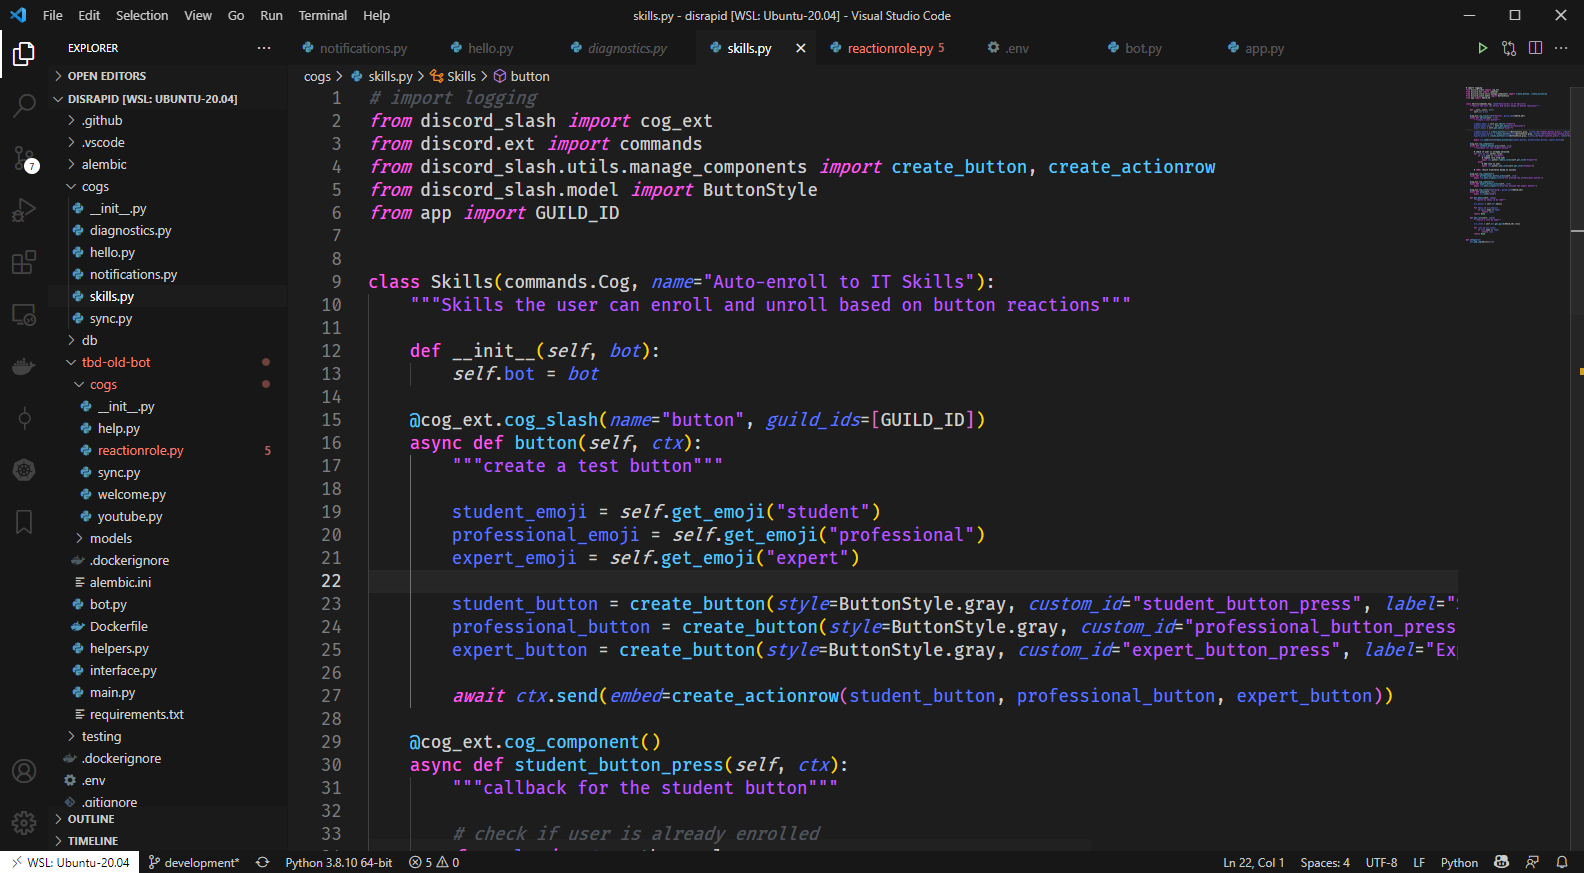 File Edit Selection View Go Run Terminal Help
skills.py - disrapid [WSL: Ubuntu-20.04] - Visual Studio Code
EXPLORER
notifications.py hello.py diagnostics.py skills.py reactionrole.py 5 .env bot.py app.py
OPEN EDITORS
DISRAPID [WSL: UBUNTU-20.04]
.github
.vscode
alembic
cogs
__init__.py
diagnostics.py
hello.py
notifications.py
skills.py
sync.py
db
tbd-old-bot
cogs
__init__.py
help.py
reactionrole.py 5
sync.py
welcome.py
youtube.py
models
.dockerignore
alembic.ini
bot.py
Dockerfile
helpers.py
interface.py
main.py
requirements.txt
testing
.dockerignore
.env
.gitignore
OUTLINE
TIMELINE
7
cogs > skills.py > Skills > button
1 # import logging
2 from discord_slash import cog_ext
3 from discord.ext import commands
4 from discord_slash.utils.manage_components import create_button, create_actionrow
5 from discord_slash.model import ButtonStyle
6 from app import GUILD_ID
7
8
9 class Skills(commands.Cog, name="Auto-enroll to IT Skills"):
10 """Skills the user can enroll and unroll based on button reactions"""
11
12 def __init__(self, bot):
13 self.bot = bot
14
15 @cog_ext.cog_slash(name="button", guild_ids=[GUILD_ID])
16 async def button(self, ctx):
17 """create a test button"""
18
19 student_emoji = self.get_emoji("student")
20 professional_emoji = self.get_emoji("professional")
21 expert_emoji = self.get_emoji("expert")
22
23 student_button = create_button(style=ButtonStyle.gray, custom_id="student_button_press", label="
24 professional_button = create_button(style=ButtonStyle.gray, custom_id="professional_button_press
25 expert_button = create_button(style=ButtonStyle.gray, custom_id="expert_button_press", label="Ex
26
27 await ctx.send(embed=create_actionrow(student_button, professional_button, expert_button))
28
29 @cog_ext.cog_component()
30 async def student_button_press(self, ctx):
31 """callback for the student button"""
32
33 # check if user is already enrolled
WSL: Ubuntu-20.04 development* Python 3.8.10 64-bit 5 0 Ln 22, Col 1 Spaces: 4 UTF-8 LF Python